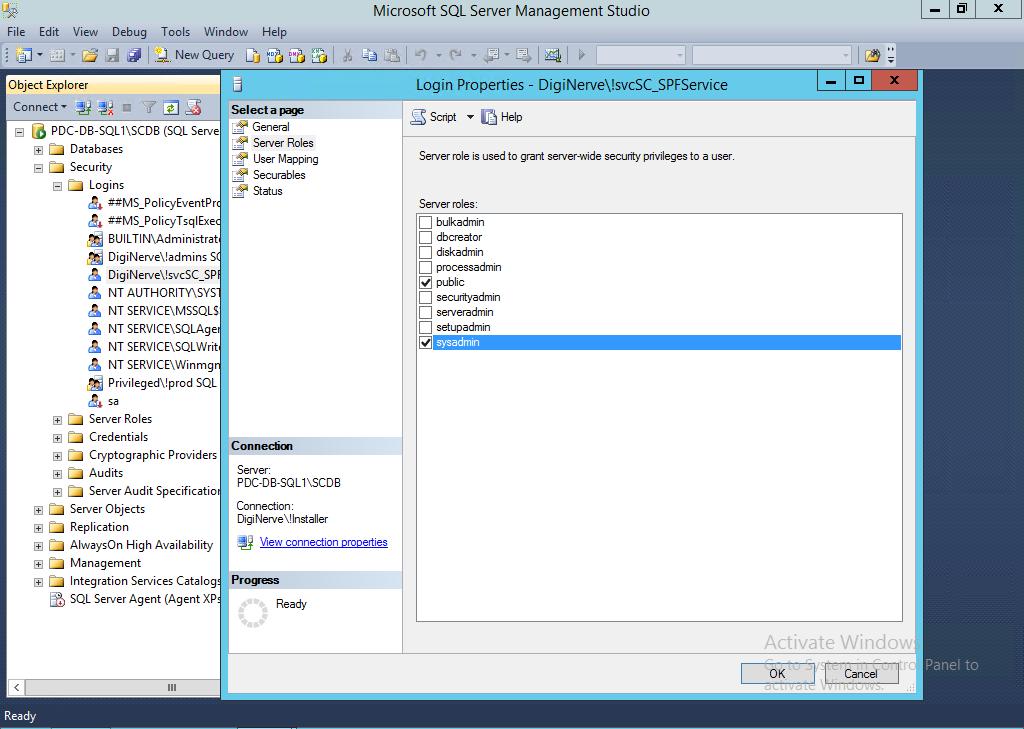 Microsoft SQL Server Management Studio
File Edit View Debug Tools Window Help
New Query
Object Explorer
Connect
PDC-DB-SQL1\SCDB (SQL Serve
Databases
Security
Logins
##MS_PolicyEventPro
##MS_PolicyTsqlExec
BUILTIN\Administrato
DigiNerve\!admins SC
DigiNerve\!svcSC_SPF
NT AUTHORITY\SYST
NT SERVICE\MSSQL$
NT SERVICE\SQLAger
NT SERVICE\SQLWrite
NT SERVICE\Winmgm
Privileged\!prod SQL
sa
Server Roles
Credentials
Cryptographic Providers
Audits
Server Audit Specification
Server Objects
Replication
AlwaysOn High Availability
Management
Integration Services Catalogs
SQL Server Agent (Agent XPs
Login Properties - DigiNerve\!svcSC_SPFService
Select a page
General
Server Roles
User Mapping
Securables
Status
Connection
Server:
PDC-DB-SQL1\SCDB
Connection:
DigiNerve\!Installer
View connection properties
Progress
Ready
Script Help
Server role is used to grant server-wide security privileges to a user.
Server roles:
bulkadmin
dbcreator
diskadmin
processadmin
public
securityadmin
serveradmin
setupadmin
sysadmin
OK Cancel
Activate Windows
Go to System in Control Panel to
activate Windows.
Ready